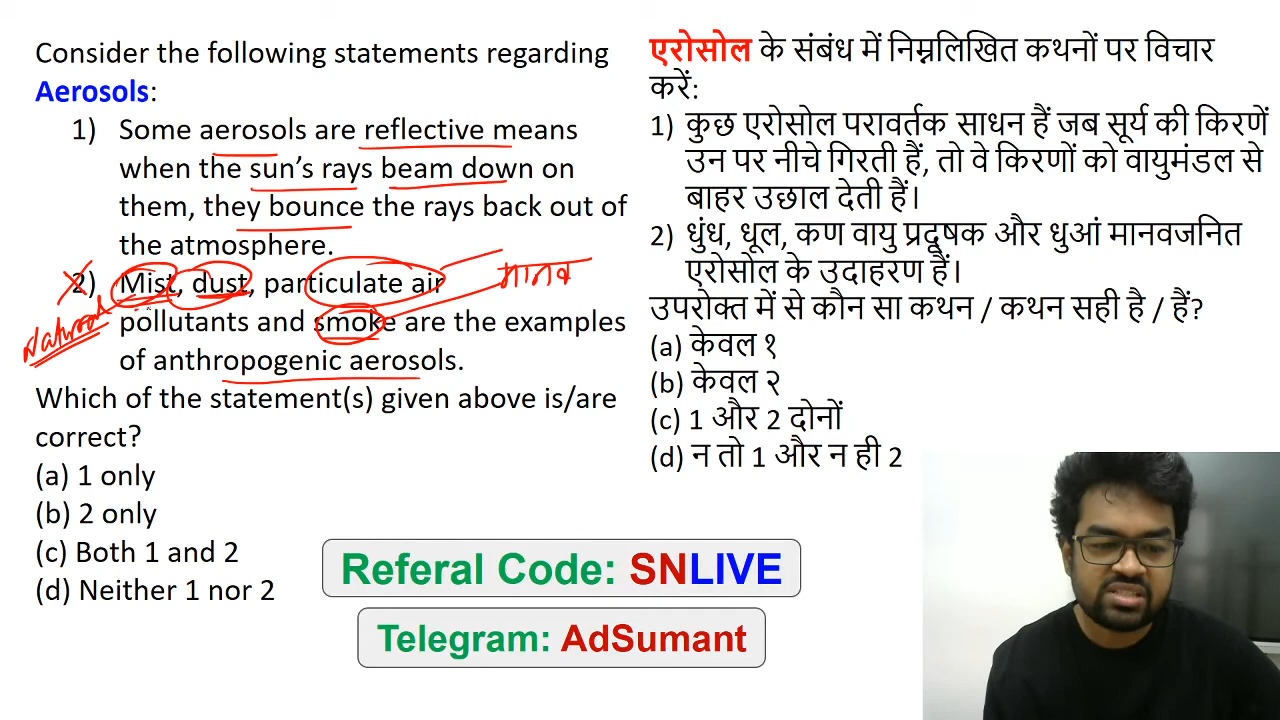 Consider the following statements regarding
Aerosols:
1) Some aerosols are reflective means
when the sun's rays beam down on
them, they bounce the rays back out of
the atmosphere.
2) Mist, dust, particulate air
pollutants and smoke are the examples
of anthropogenic aerosols.
Natural
मानव
Which of the statement(s) given above is/are
correct?
(a) 1 only
(b) 2 only
(c) Both 1 and 2
(d) Neither 1 nor 2
एरोसोल के संबंध में निम्नलिखित कथनों पर विचार
करें:
1) कुछ एरोसोल परावर्तक साधन हैं जब सूर्य की किरणें
उन पर नीचे गिरती हैं, तो वे किरणों को वायुमंडल से
बाहर उछाल देती हैं।
2) धुंध, धूल, कण वायु प्रदूषक और धुआं मानवजनित
एरोसोल के उदाहरण हैं।
उपरोक्त में से कौन सा कथन / कथन सही है / हैं?
(a) केवल १
(b) केवल २
(c) 1 और 2 दोनों
(d) न तो 1 और न ही 2
Referal Code: SNLIVE
Telegram: AdSumant